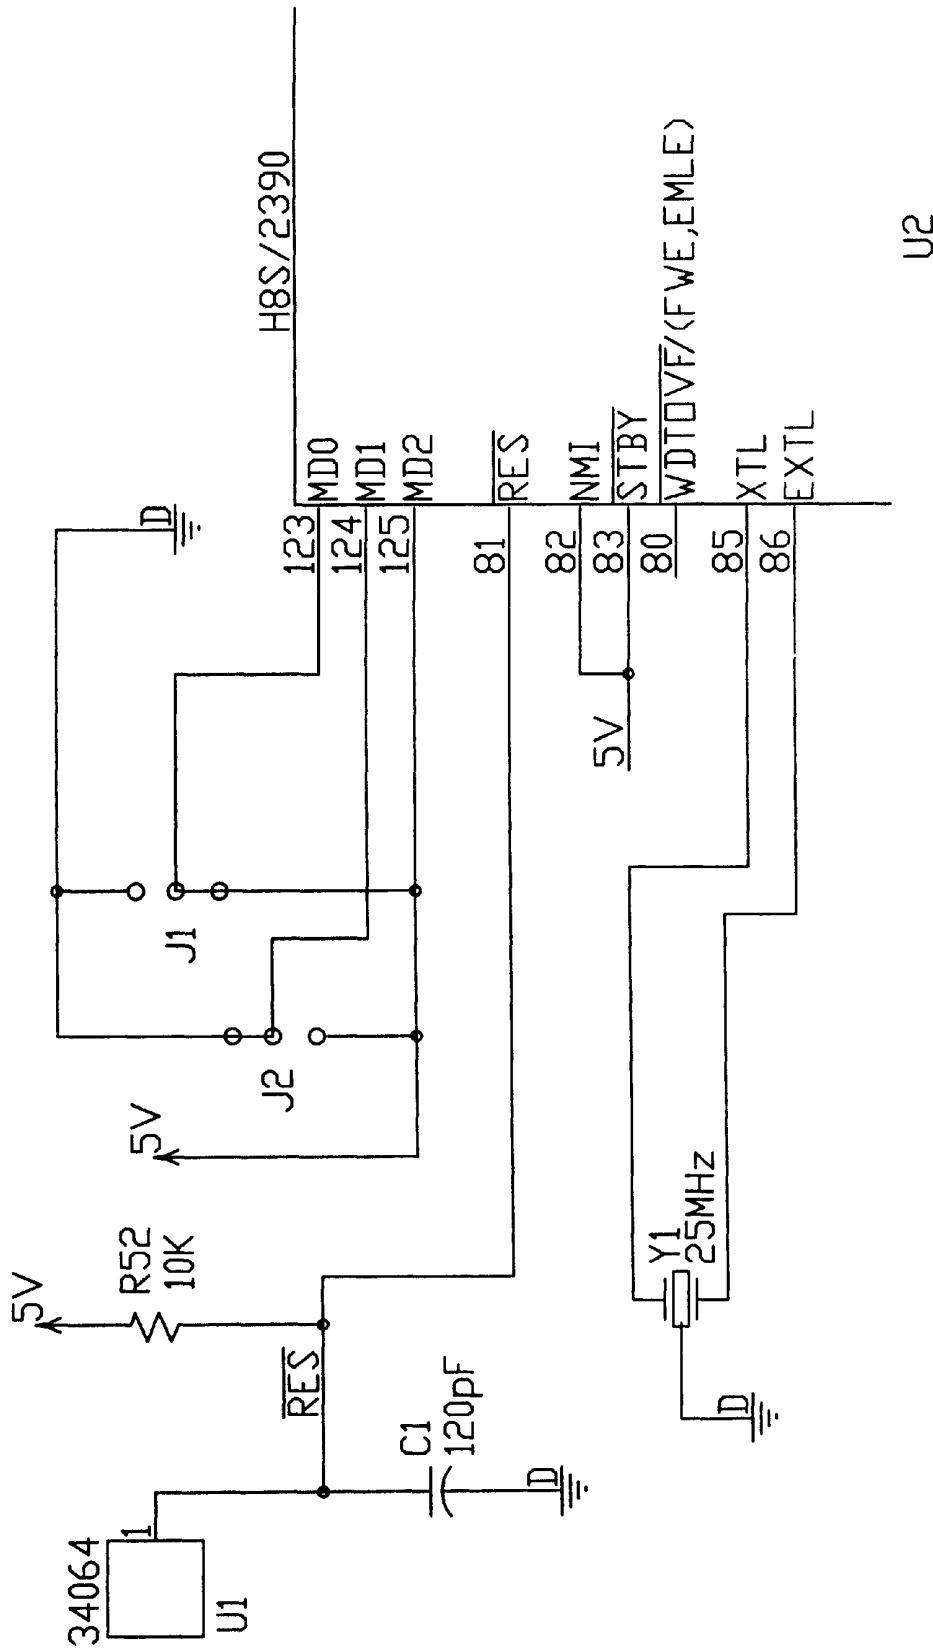 34064
1
U1
5V
R52
10K
RES
C1
120pF
D
5V
J2
J1
D
Y1
25MHz
D
5V
H8S/2390
123
MD0
124
MD1
125
MD2
81
RES
82
NMI
83
STBY
80
WDTOVF/(FWE,EMLE)
85
XTL
86
EXTL
U2